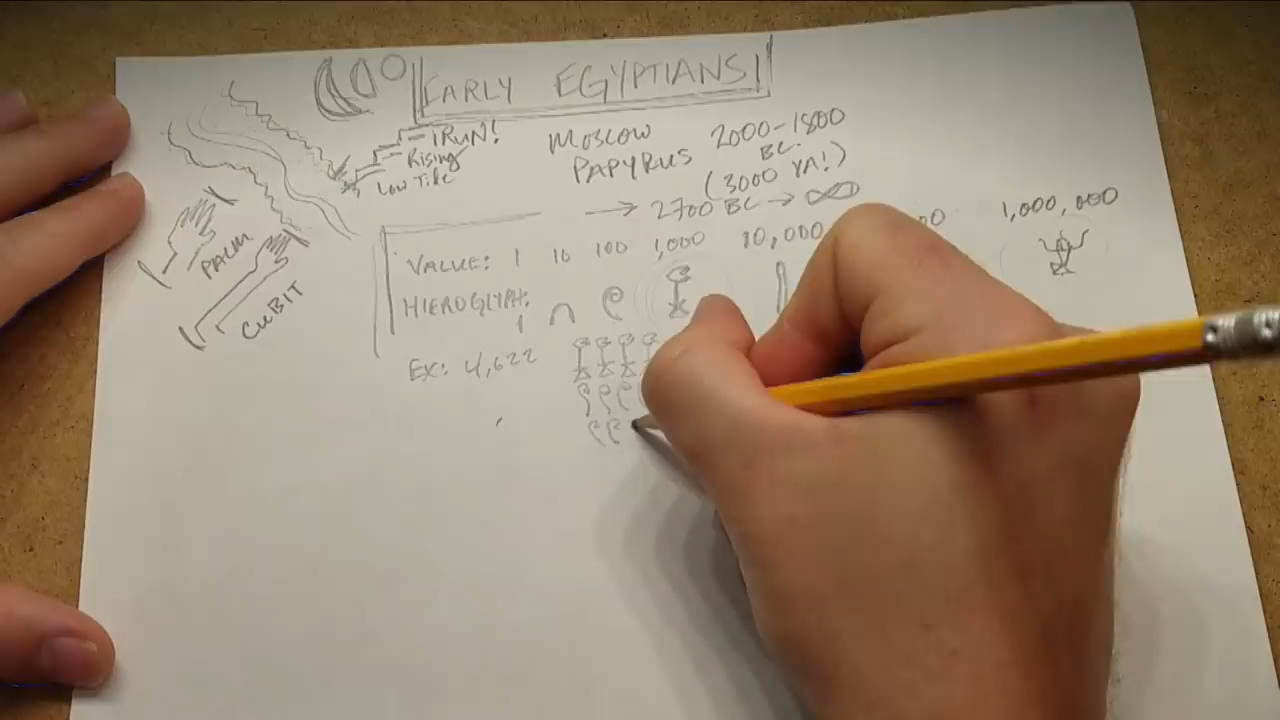 EARLY EGYPTIANS
RUN!
Rising
Low Tide
MOSCOW
PAPYRUS
2000-1800
BC.
(3000 YA!)
→ 2700 BC → ∞
PALM
CUBIT
VALUE: 1 10 100 1,000 10,000 1,000,000
HIEROGLYPH:
EX: 4,622